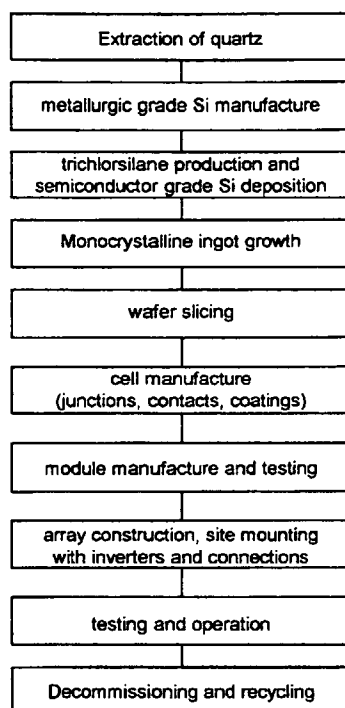 Extraction of quartz
metallurgic grade Si manufacture
trichlorsilane production and
semiconductor grade Si deposition
Monocrystalline ingot growth
wafer slicing
cell manufacture
(junctions, contacts, coatings)
module manufacture and testing
array construction, site mounting
with inverters and connections
testing and operation
Decommissioning and recycling